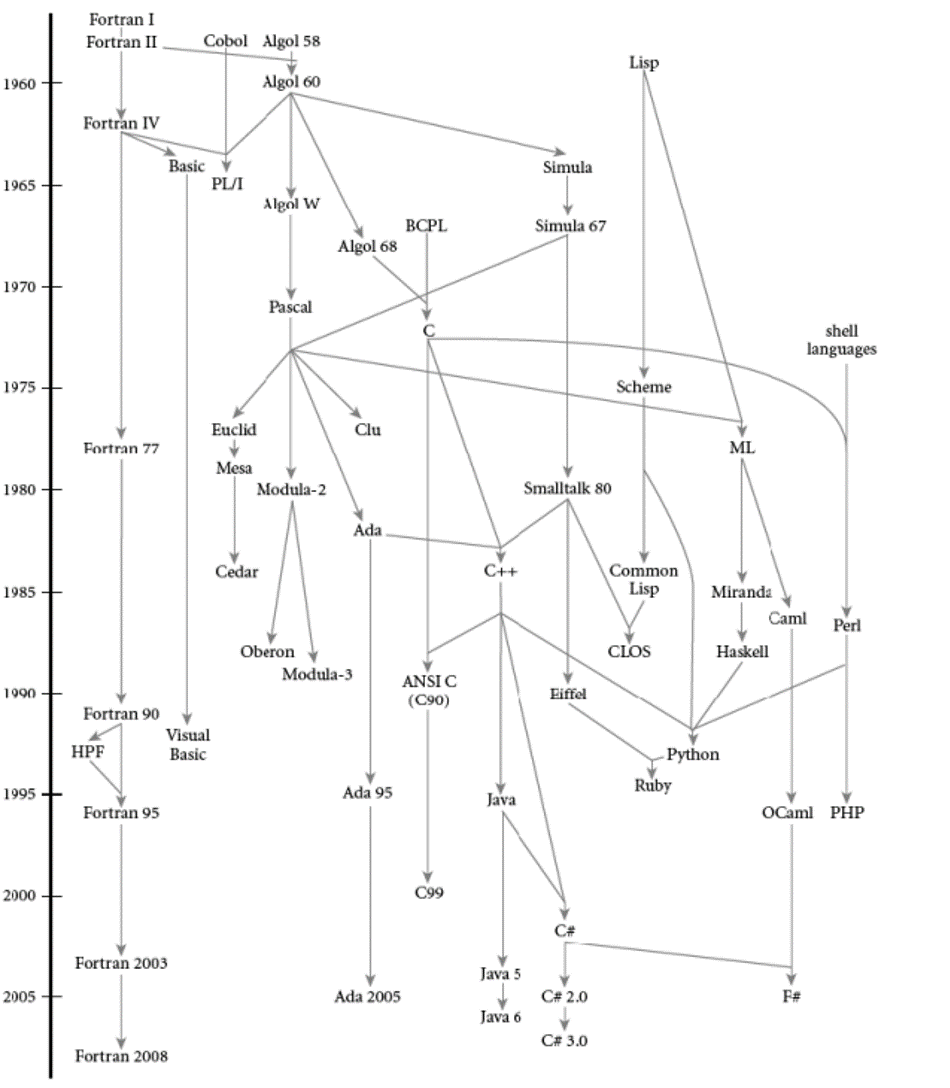 Fortran I
Fortran II
Cobol
Algol 58
Lisp
1960
Algol 60
Fortran IV
Basic
PL/I
Simula
1965
Algol W
BCPL
Simula 67
Algol 68
1970
Pascal
C
shell
languages
1975
Scheme
Euclid
Clu
Fortran 77
ML
Mesa
1980
Modula-2
Smalltalk 80
Ada
Cedar
C++
Common
Lisp
1985
Miranda
Caml
Perl
Oberon
CLOS
Haskell
Modula-3
ANSI C
(C90)
1990
Eiffel
Fortran 90
Visual
Basic
HPF
Python
Ruby
1995
Ada 95
Java
Fortran 95
OCaml
PHP
2000
C99
C#
Fortran 2003
Java 5
2005
Ada 2005
C# 2.0
F#
Java 6
C# 3.0
Fortran 2008